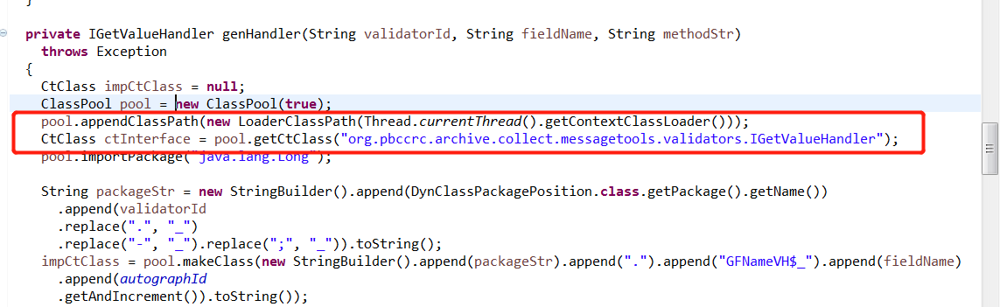 }
private IGetValueHandler genHandler(String validatorId, String fieldName, String methodStr)
throws Exception
{
CtClass impCtClass = null;
ClassPool pool = new ClassPool(true);
pool.appendClassPath(new LoaderClassPath(Thread.currentThread().getContextClassLoader()));
CtClass ctInterface = pool.getCtClass("org.pbccrc.archive.collect.messagetools.validators.IGetValueHandler");
pool.importPackage("java.lang.Long");
String packageStr = new StringBuilder().append(DynClassPackagePosition.class.getPackage().getName())
.append(validatorId
.replace(".", "_")
.replace("-", "_").replace(";", "_")).toString();
impCtClass = pool.makeClass(new StringBuilder().append(packageStr).append(".").append("GFNameVH$_").append(fieldName)
.append(autographId
.getAndIncrement()).toString());